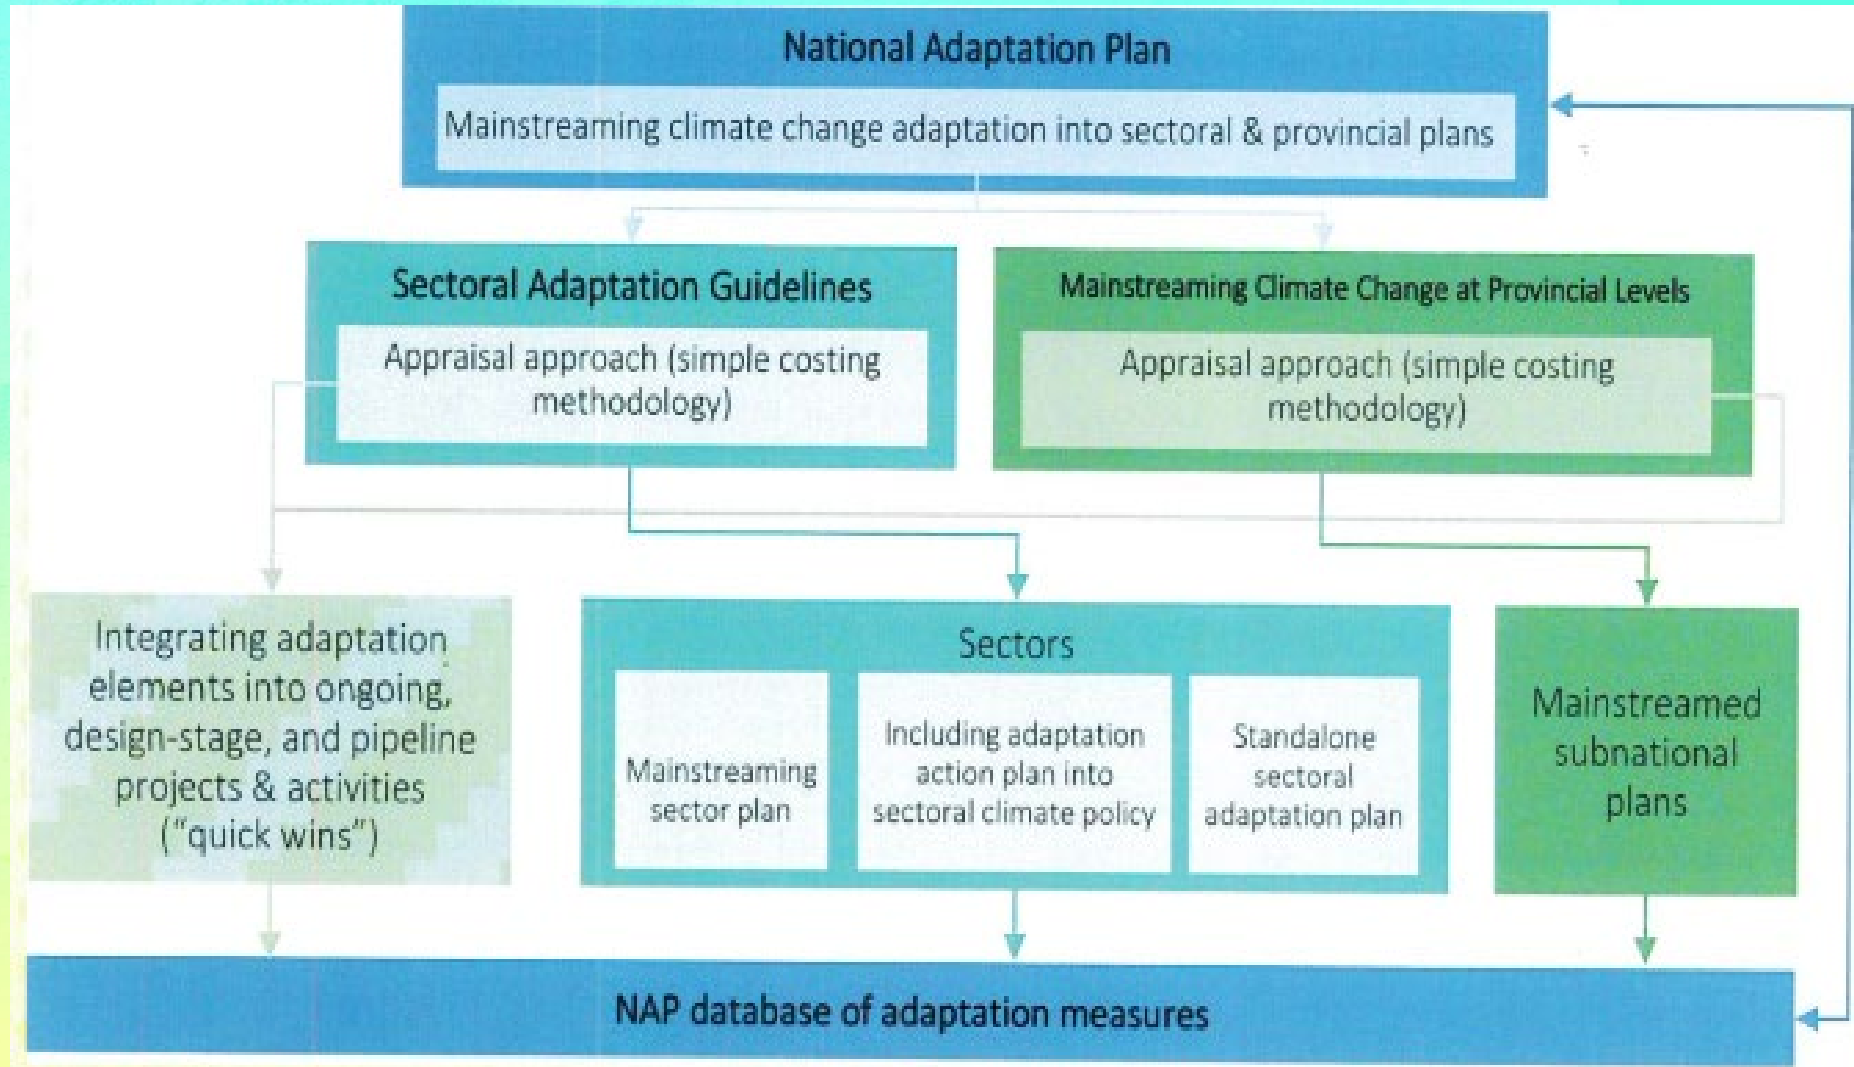 National Adaptation Plan
Mainstreaming climate change adaptation into sectoral & provincial plans
Sectoral Adaptation Guidelines
Appraisal approach (simple costing
methodology)
Mainstreaming Climate Change at Provincial Levels
Appraisal approach (simple costing
methodology)
Integrating adaptation
elements into ongoing,
design-stage, and pipeline
projects & activities
(“quick wins”)
Sectors
Mainstreaming
sector plan
Including adaptation
action plan into
sectoral climate policy
Standalone
sectoral
adaptation plan
Mainstreamed
subnational
plans
NAP database of adaptation measures